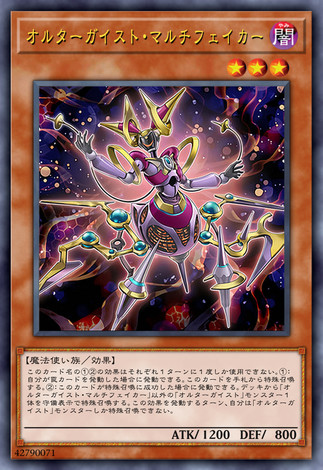 オルターガイスト・マルチフェイカー
闇
やみ
【魔法使い族／効果】
このカード名の①②の効果はそれぞれ１ターンに１度しか使用できない。①：
自分が罠カードを発動した場合に発動できる。このカードを手札から特殊召喚
する。②：このカードが特殊召喚に成功した場合に発動できる。デッキから「オ
ルターガイスト・マルチフェイカー」以外の「オルターガイスト」モンスター１
体を守備表示で特殊召喚する。この効果を発動するターン、自分は「オルターガ
イスト」モンスターしか特殊召喚できない。
ATK/1200 DEF/ 800
42790071